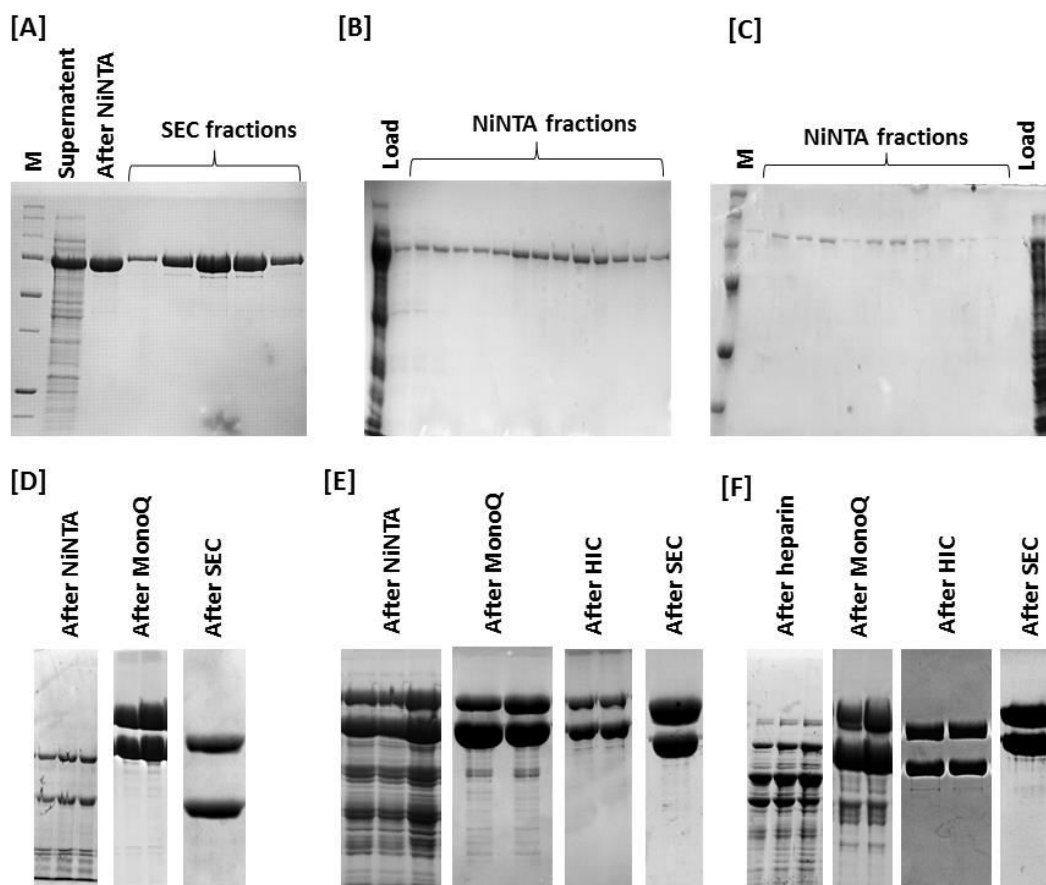 [A]
M
Supernatent
After NiNTA
SEC fractions
[B]
Load
NiNTA fractions
[C]
M
NiNTA fractions
Load
[D]
After NiNTA
After MonoQ
After SEC
[E]
After NiNTA
After MonoQ
After HIC
After SEC
[F]
After heparin
After MonoQ
After HIC
After SEC